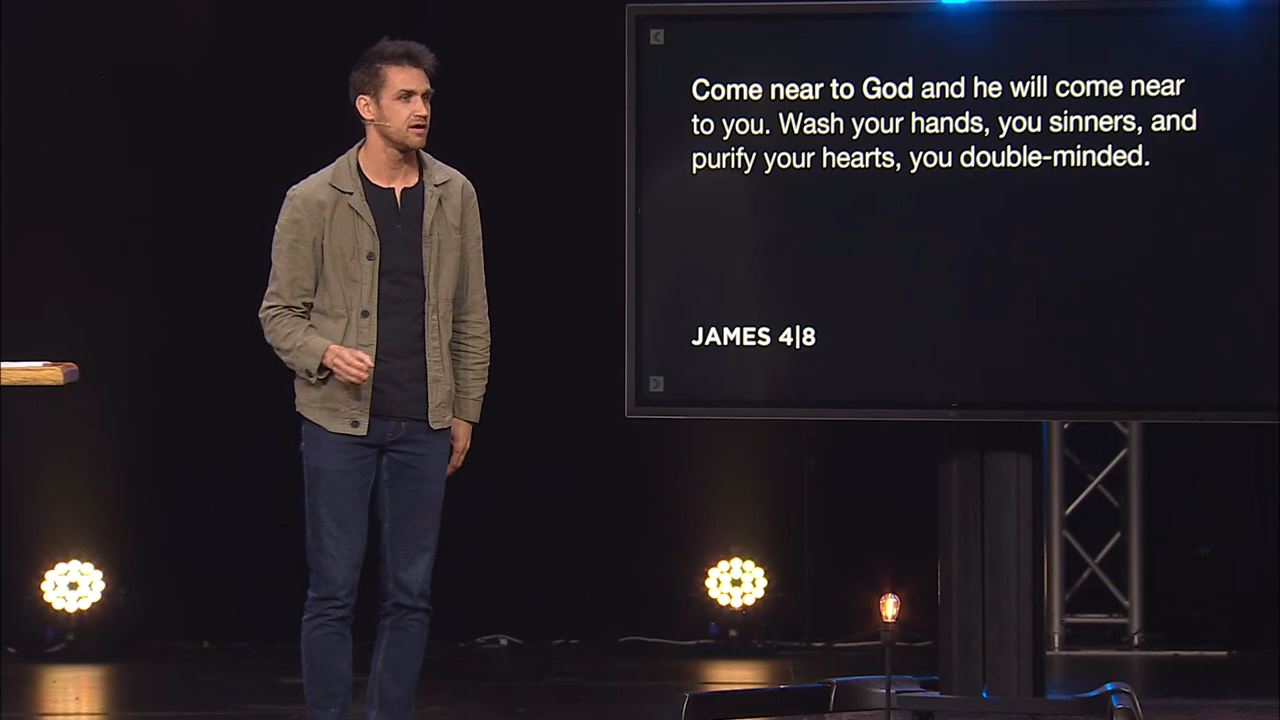 Come near to God and he will come near
to you. Wash your hands, you sinners, and
purify your hearts, you double-minded.
JAMES 4|8